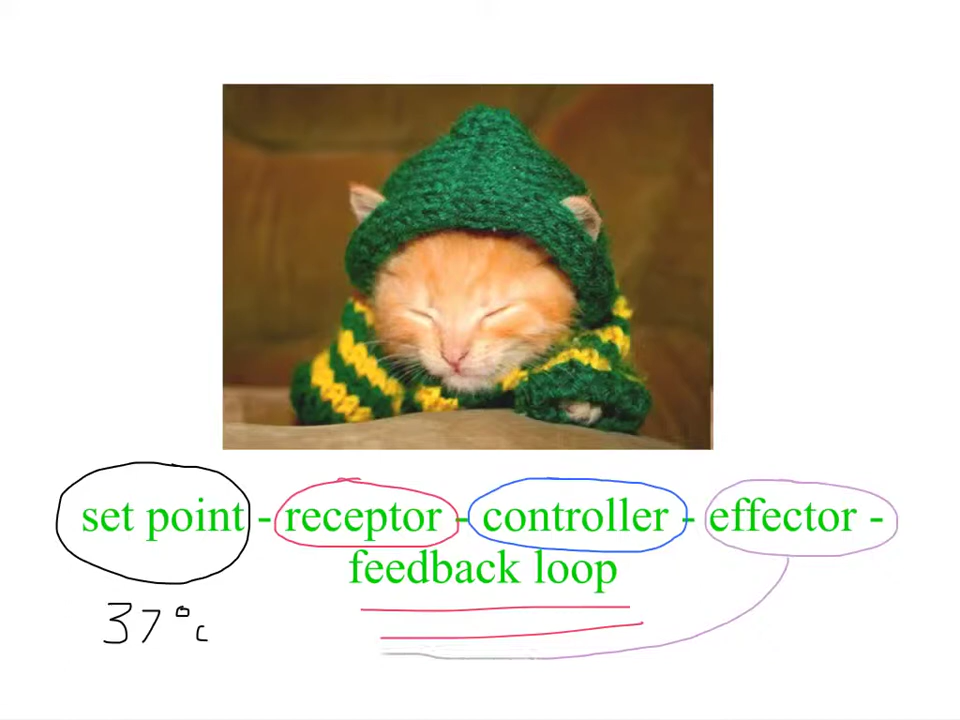 set point - receptor - controller - effector -
feedback loop
37°c